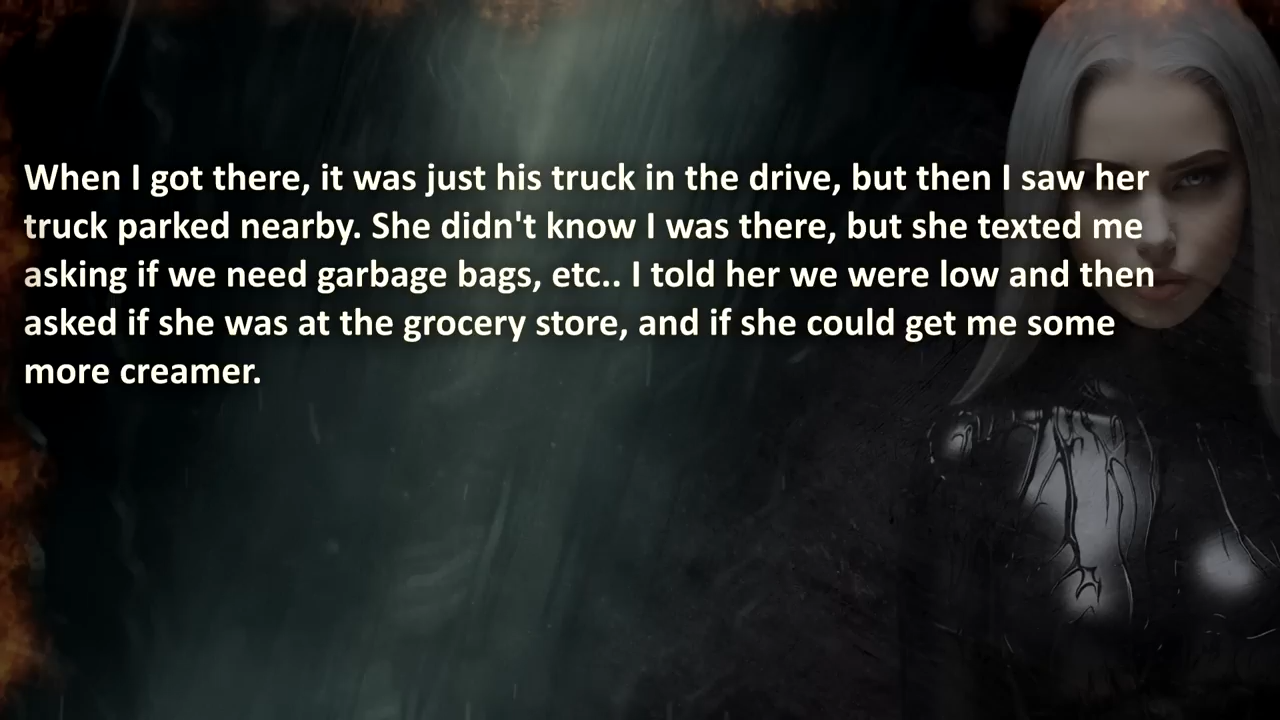 When I got there, it was just his truck in the drive, but then I saw her
truck parked nearby. She didn't know I was there, but she texted me
asking if we need garbage bags, etc.. I told her we were low and then
asked if she was at the grocery store, and if she could get me some
more creamer.